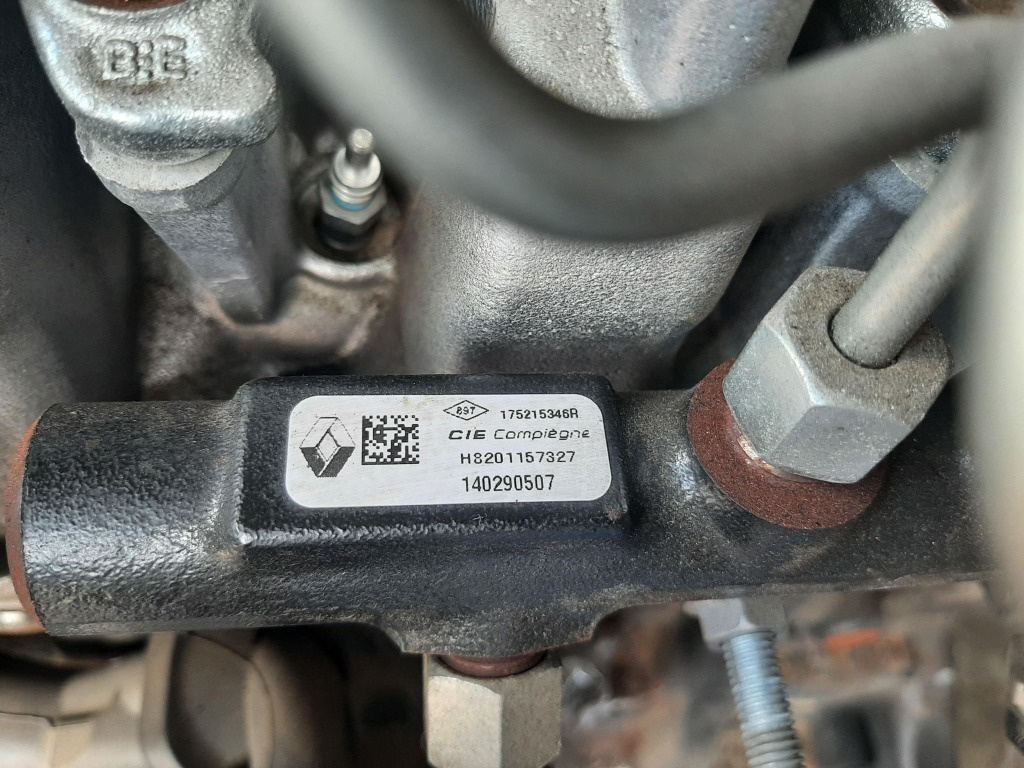 897
175215346R
CIE Compiègne
H8201157327
140290507